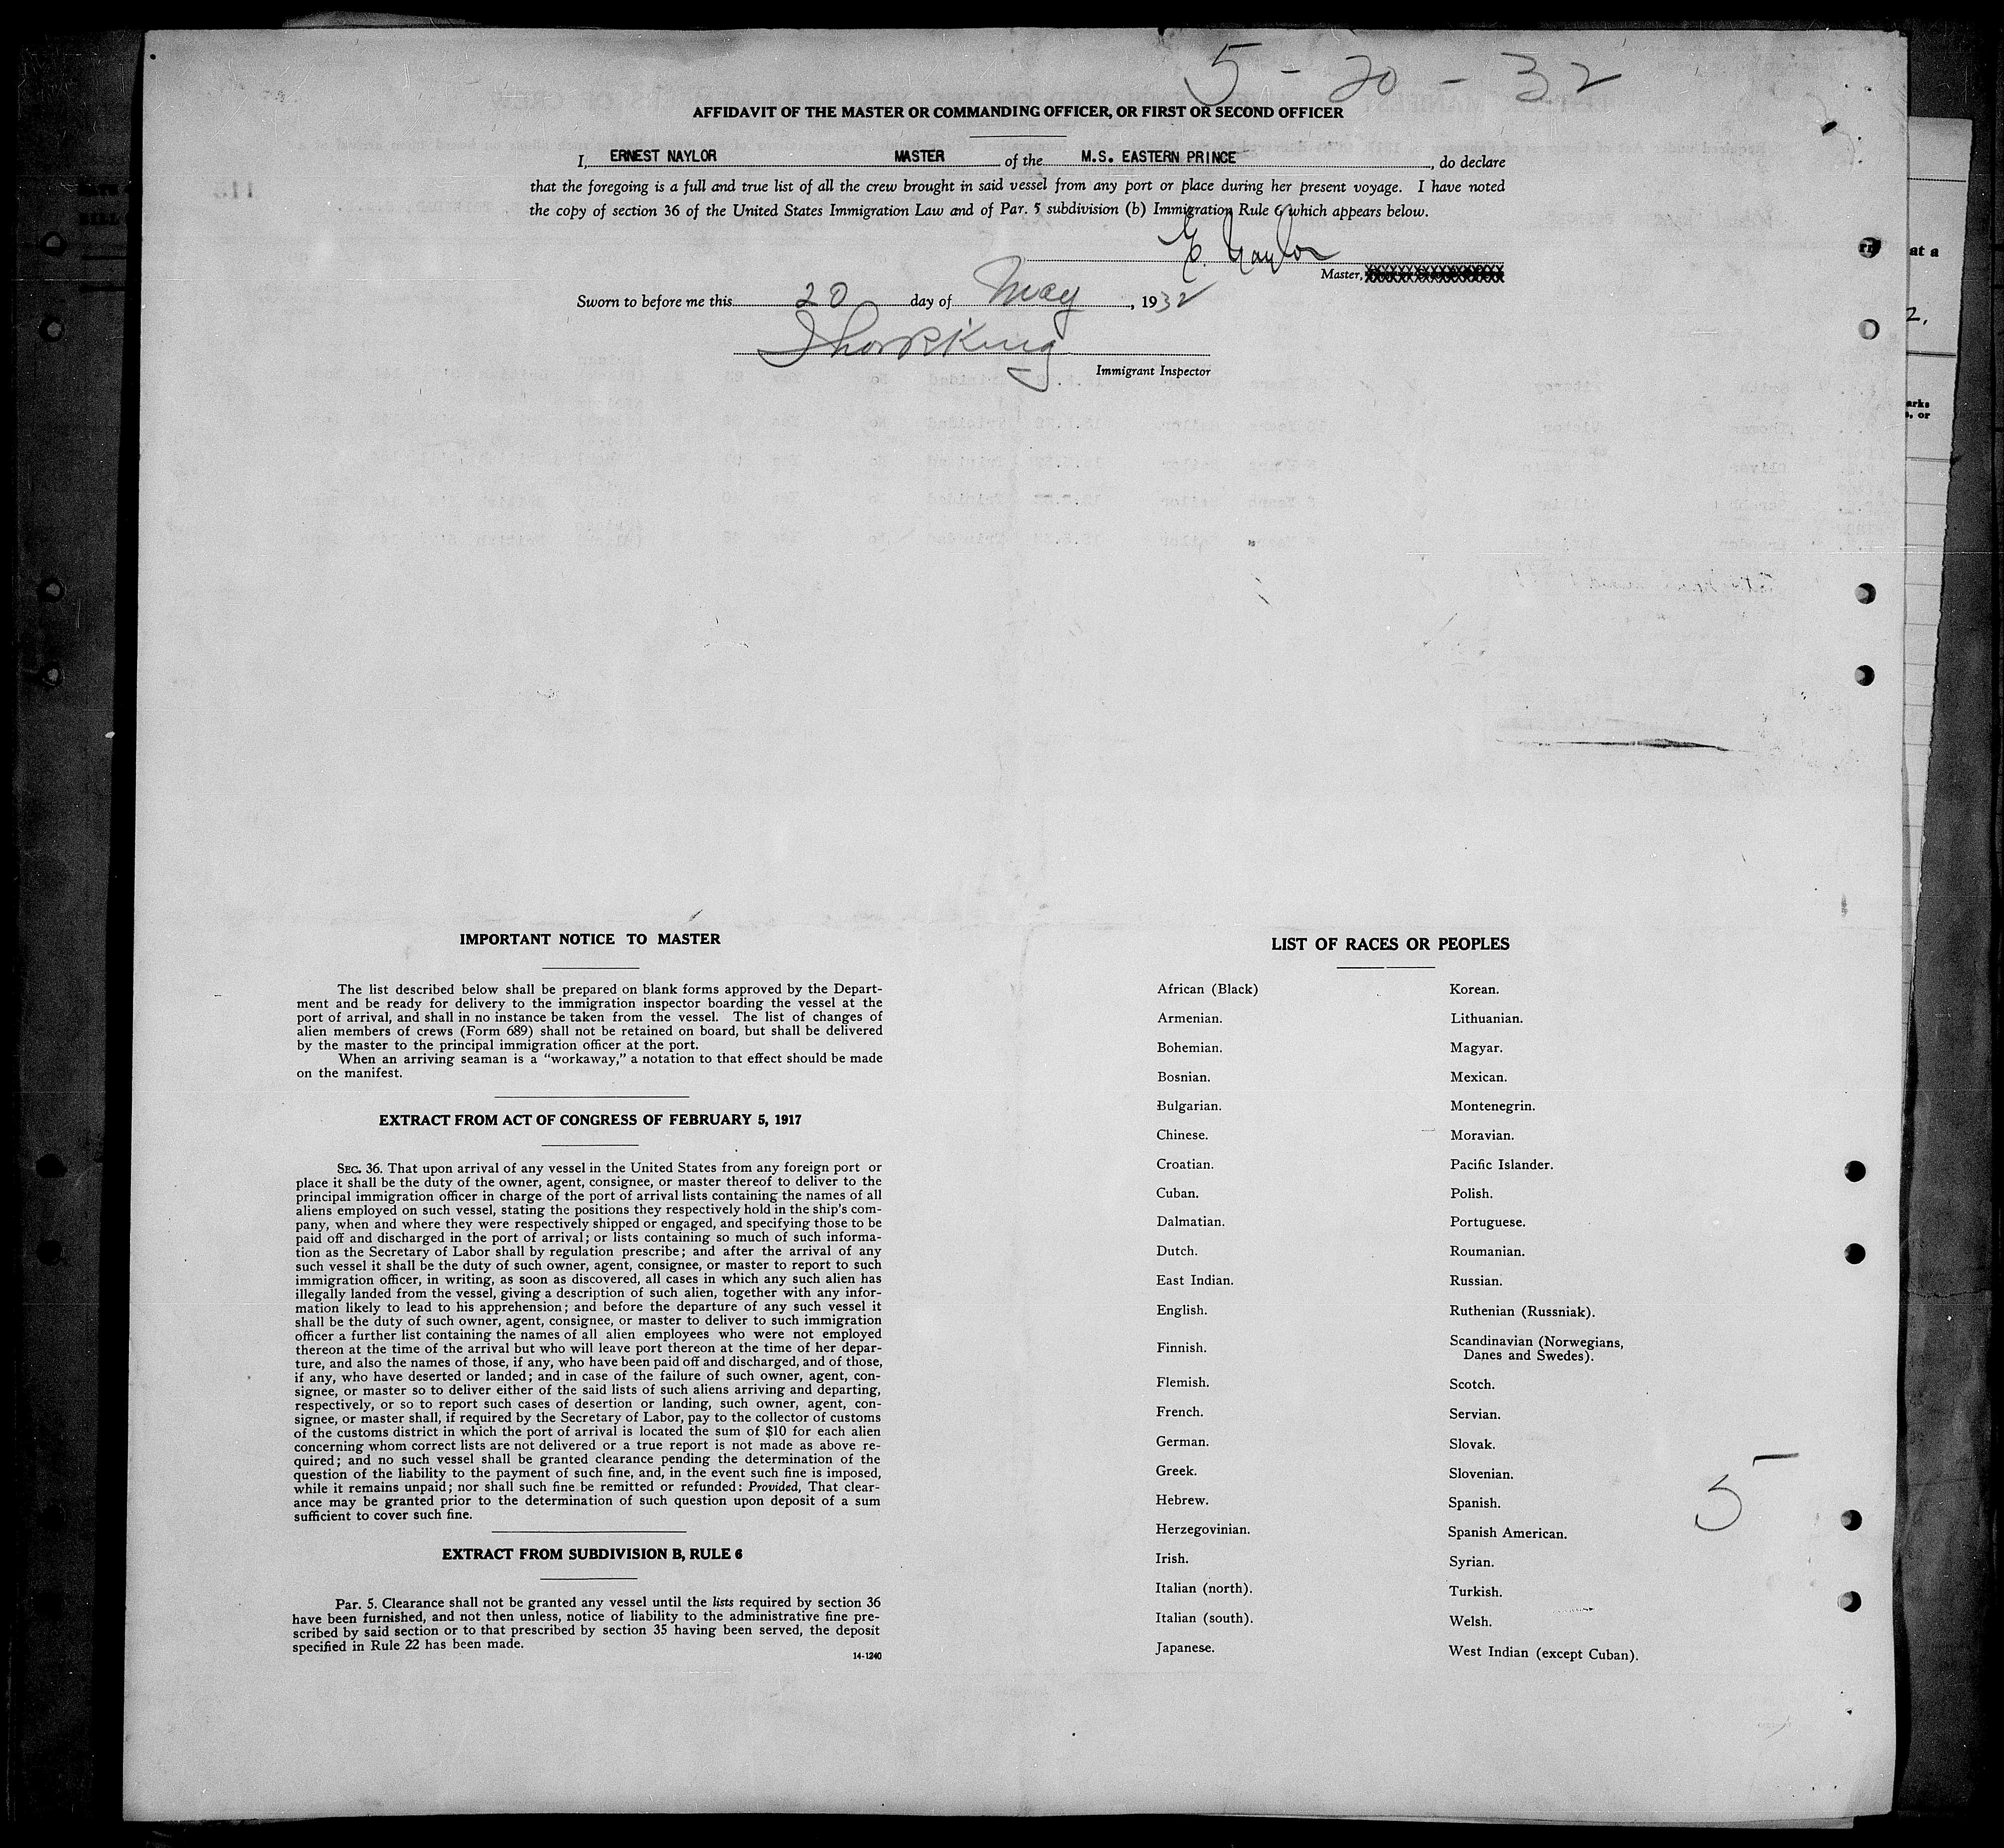 5 - 20 - 32
AFFIDAVIT OF THE MASTER OR COMMANDING OFFICER, OR FIRST OR SECOND OFFICER
I, ERNEST NAYLOR MASTER of the M.S. EASTERN PRINCE, do declare
that the foregoing is a full and true list of all the crew brought in said vessel from any port or place during her present voyage. I have noted
the copy of section 36 of the United States Immigration Law and of Par. 5 subdivision (b) Immigration Rule 6 which appears below.
E. Naylor
Master,
Sworn to before me this 20 day of May, 1932
Immigrant Inspector
at a
2.
arks
s, or
IMPORTANT NOTICE TO MASTER
The list described below shall be prepared on blank forms approved by the Depart-
ment and be ready for delivery to the immigration inspector boarding the vessel at the
port of arrival, and shall in no instance be taken from the vessel. The list of changes of
alien members of crews (Form 689) shall not be retained on board, but shall be delivered
by the master to the principal immigration officer at the port.
When an arriving seaman is a "workaway," a notation to that effect should be made
on the manifest.
EXTRACT FROM ACT OF CONGRESS OF FEBRUARY 5, 1917
SEC. 36. That upon arrival of any vessel in the United States from any foreign port or
place it shall be the duty of the owner, agent, consignee, or master thereof to deliver to the
principal immigration officer in charge of the port of arrival lists containing the names of all
aliens employed on such vessel, stating the positions they respectively hold in the ship's com-
pany, when and where they were respectively shipped or engaged, and specifying those to be
paid off and discharged in the port of arrival; or lists containing so much of such informa-
tion as the Secretary of Labor shall by regulation prescribe; and after the arrival of any
such vessel it shall be the duty of such owner, agent, consignee, or master to report to such
immigration officer, in writing, as soon as discovered, all cases in which any such alien has
illegally landed from the vessel, giving a description of such alien, together with any infor-
mation likely to lead to his apprehension; and before the departure of any such vessel it
shall be the duty of such owner, agent, consignee, or master to deliver to such immigration
officer a further list containing the names of all alien employees who were not employed
thereon at the time of the arrival but who will leave port thereon at the time of her depar-
ture, and also the names of those, if any, who have been paid off and discharged, and of those,
if any, who have deserted or landed; and in case of the failure of such owner, agent, con-
signee, or master so to deliver either of the said lists of such aliens arriving and departing,
respectively, or so to report such cases of desertion or landing, such owner, agent, con-
signee, or master shall, if required by the Secretary of Labor, pay to the collector of customs
of the customs district in which the port of arrival is located the sum of $10 for each alien
concerning whom correct lists are not delivered or a true report is not made as above re-
quired; and no such vessel shall be granted clearance pending the determination of the
question of the liability to the payment of such fine, and, in the event such fine is imposed,
while it remains unpaid; nor shall such fine be remitted or refunded: Provided, That clear-
ance may be granted prior to the determination of such question upon deposit of a sum
sufficient to cover such fine.
EXTRACT FROM SUBDIVISION B, RULE 6
Par. 5. Clearance shall not be granted any vessel until the lists required by section 36
have been furnished, and not then unless, notice of liability to the administrative fine pre-
scribed by said section or to that prescribed by section 35 having been served, the deposit
specified in Rule 22 has been made.
14-1240
LIST OF RACES OR PEOPLES
African (Black)
Armenian.
Bohemian.
Bosnian.
Bulgarian.
Chinese.
Croatian.
Cuban.
Dalmatian.
Dutch.
East Indian.
English.
Finnish.
Flemish.
French.
German.
Greek.
Hebrew.
Herzegovinian.
Irish.
Italian (north).
Italian (south).
Japanese.
Korean.
Lithuanian.
Magyar.
Mexican.
Montenegrin.
Moravian.
Pacific Islander.
Polish.
Portuguese.
Roumanian.
Russian.
Ruthenian (Russniak).
Scandinavian (Norwegians,
Danes and Swedes).
Scotch.
Servian.
Slovak.
Slovenian.
Spanish.
Spanish American.
Syrian.
Turkish.
Welsh.
West Indian (except Cuban).
5